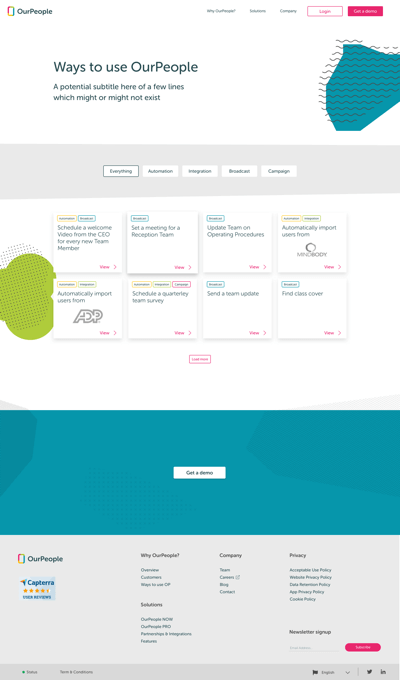 OurPeople
Why OurPeople?
Solutions
Company
Login
Get a demo
Ways to use OurPeople
A potential subtitle here of a few lines
which might or might not exist
Everything
Automation
Integration
Broadcast
Campaign
Automation Broadcast
Schedule a welcome
Video from the CEO
for every new Team
Member
View
Broadcast
Set a meeting for a
Reception Team
View
Broadcast
Update Team on
Operating Procedures
View
Automation Integration
Automatically import
users from
MINDBODY
View
Automation Integration
Automatically import
users from
ADP
View
Automation Integration Campaign
Schedule a quarterley
team survey
View
Broadcast
Send a team update
View
Broadcast
Find class cover
View
Load more
Get a demo
OurPeople
Capterra
USER REVIEWS
Why OurPeople?
Overview
Customers
Ways to use OP
Solutions
OurPeople NOW
OurPeople PRO
Partnerships & Integrations
Features
Company
Team
Careers
Blog
Contact
Privacy
Acceptable Use Policy
Website Privacy Policy
Data Retention Policy
App Privacy Policy
Cookie Policy
Newsletter signup
Email Address
Subscribe
Status
Term & Conditions
English